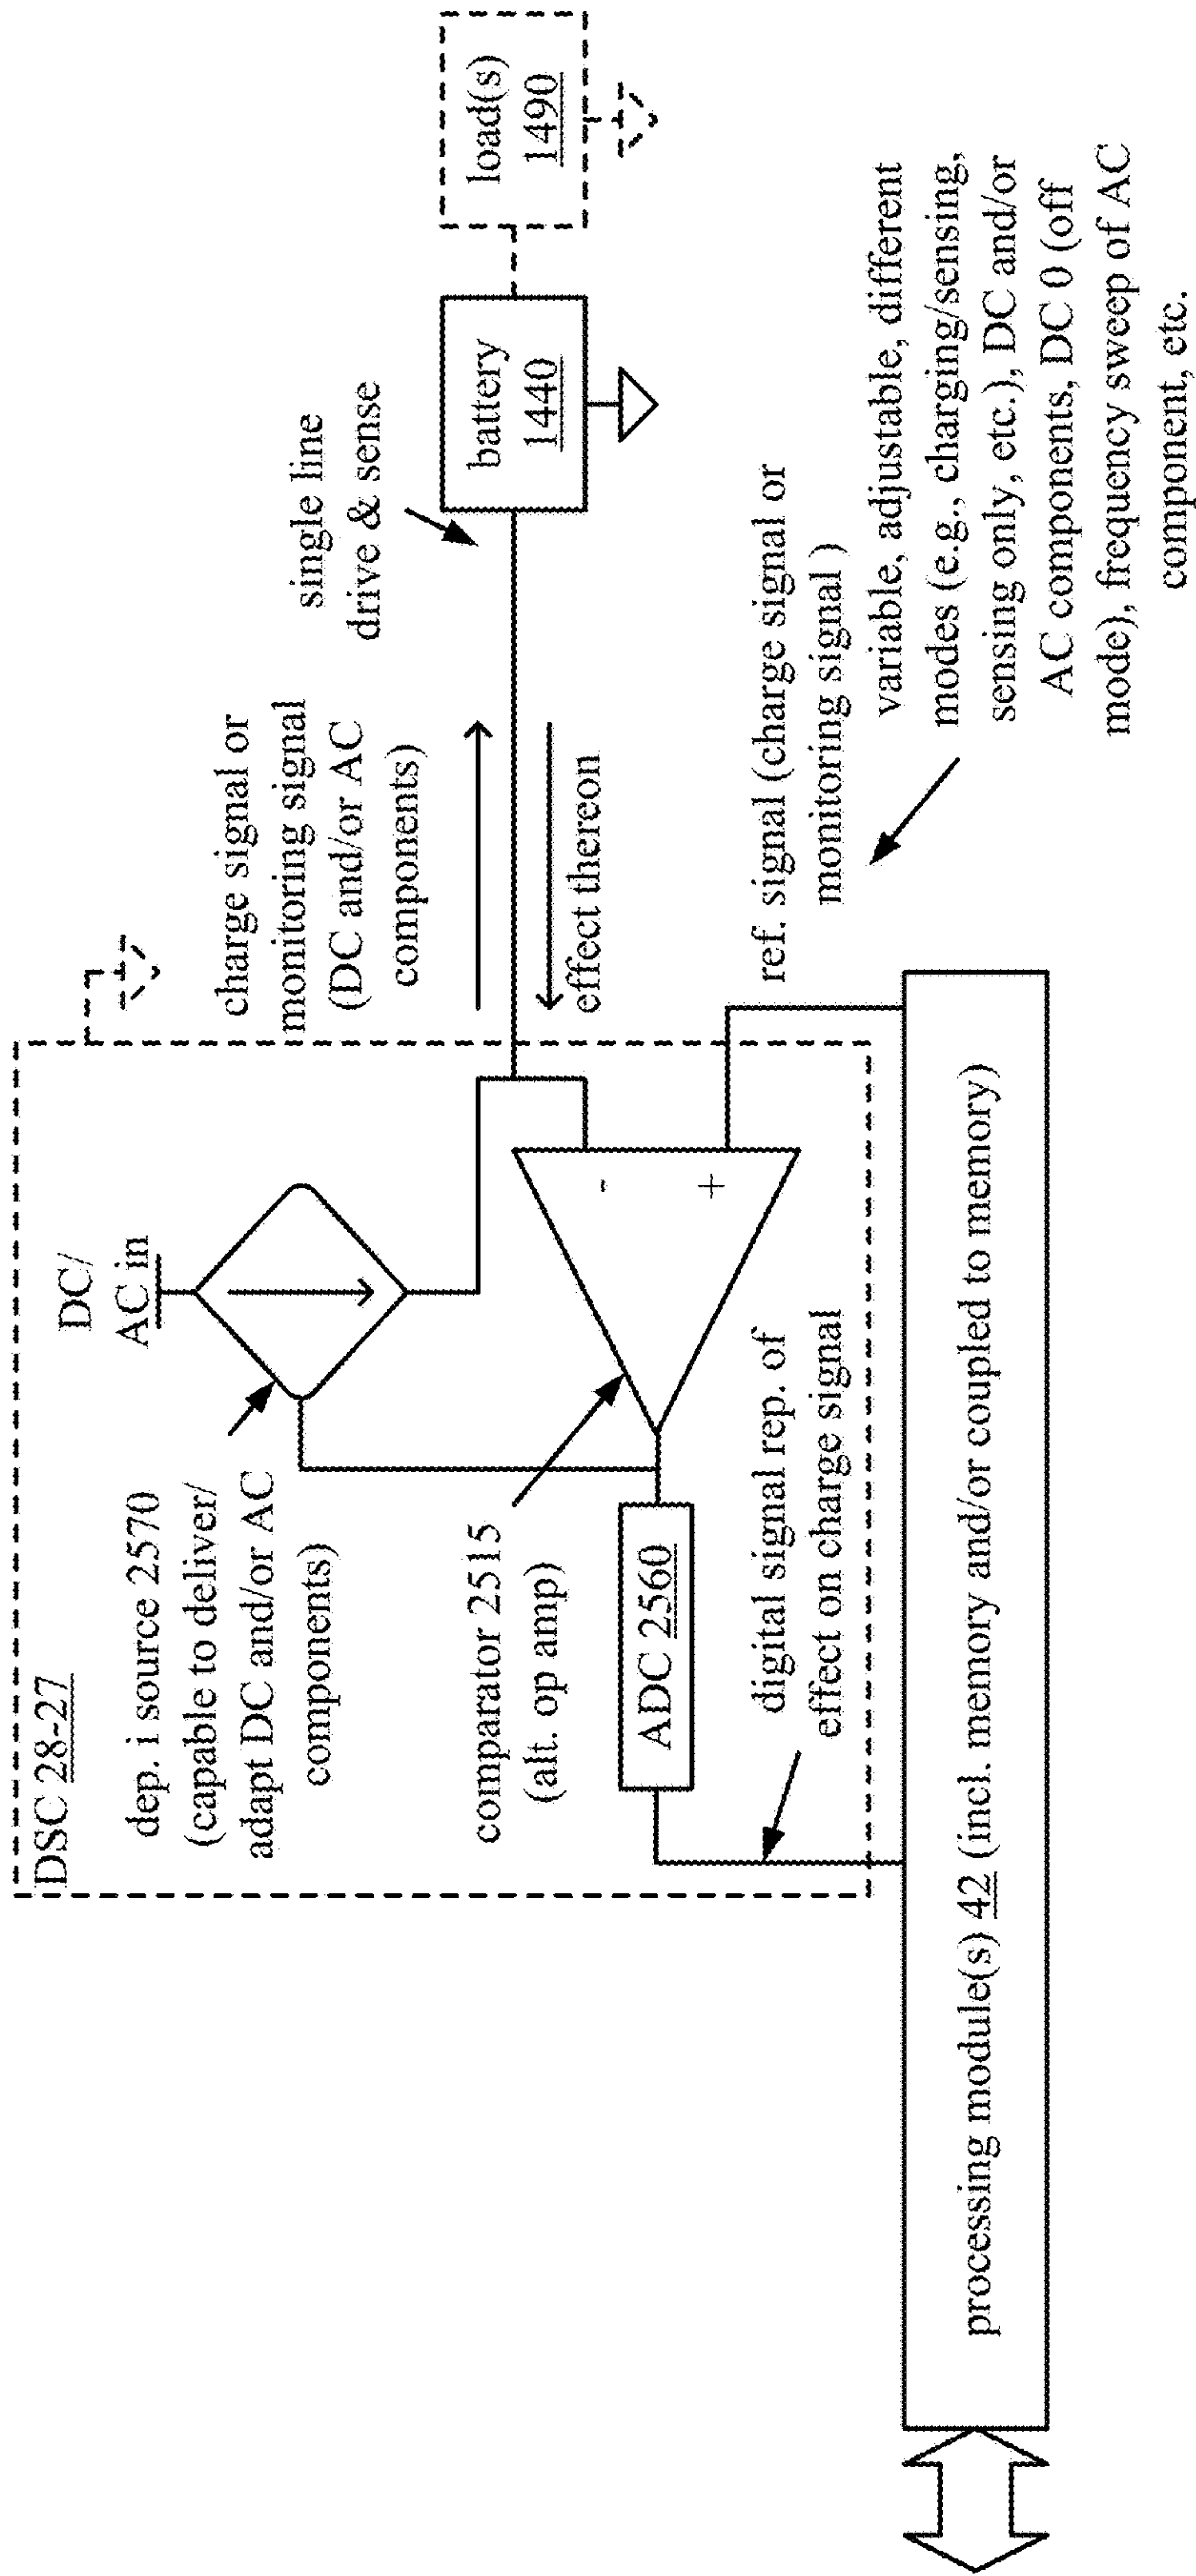 DSC 28-27
DC/
AC in
dep. i source 2570
(capable to deliver/
adapt DC and/or AC
components)
comparator 2515
(alt. op amp)
-
+
ADC 2560
digital signal rep. of
effect on charge signal
charge signal or
monitoring signal
(DC and/or AC
components)
effect thereon
single line
drive & sense
battery
1440
load(s)
1490
ref. signal (charge signal or
monitoring signal )
variable, adjustable, different
modes (e.g., charging/sensing,
sensing only, etc.), DC and/or
AC components, DC 0 (off
mode), frequency sweep of AC
component, etc.
processing module(s) 42 (incl. memory and/or coupled to memory)